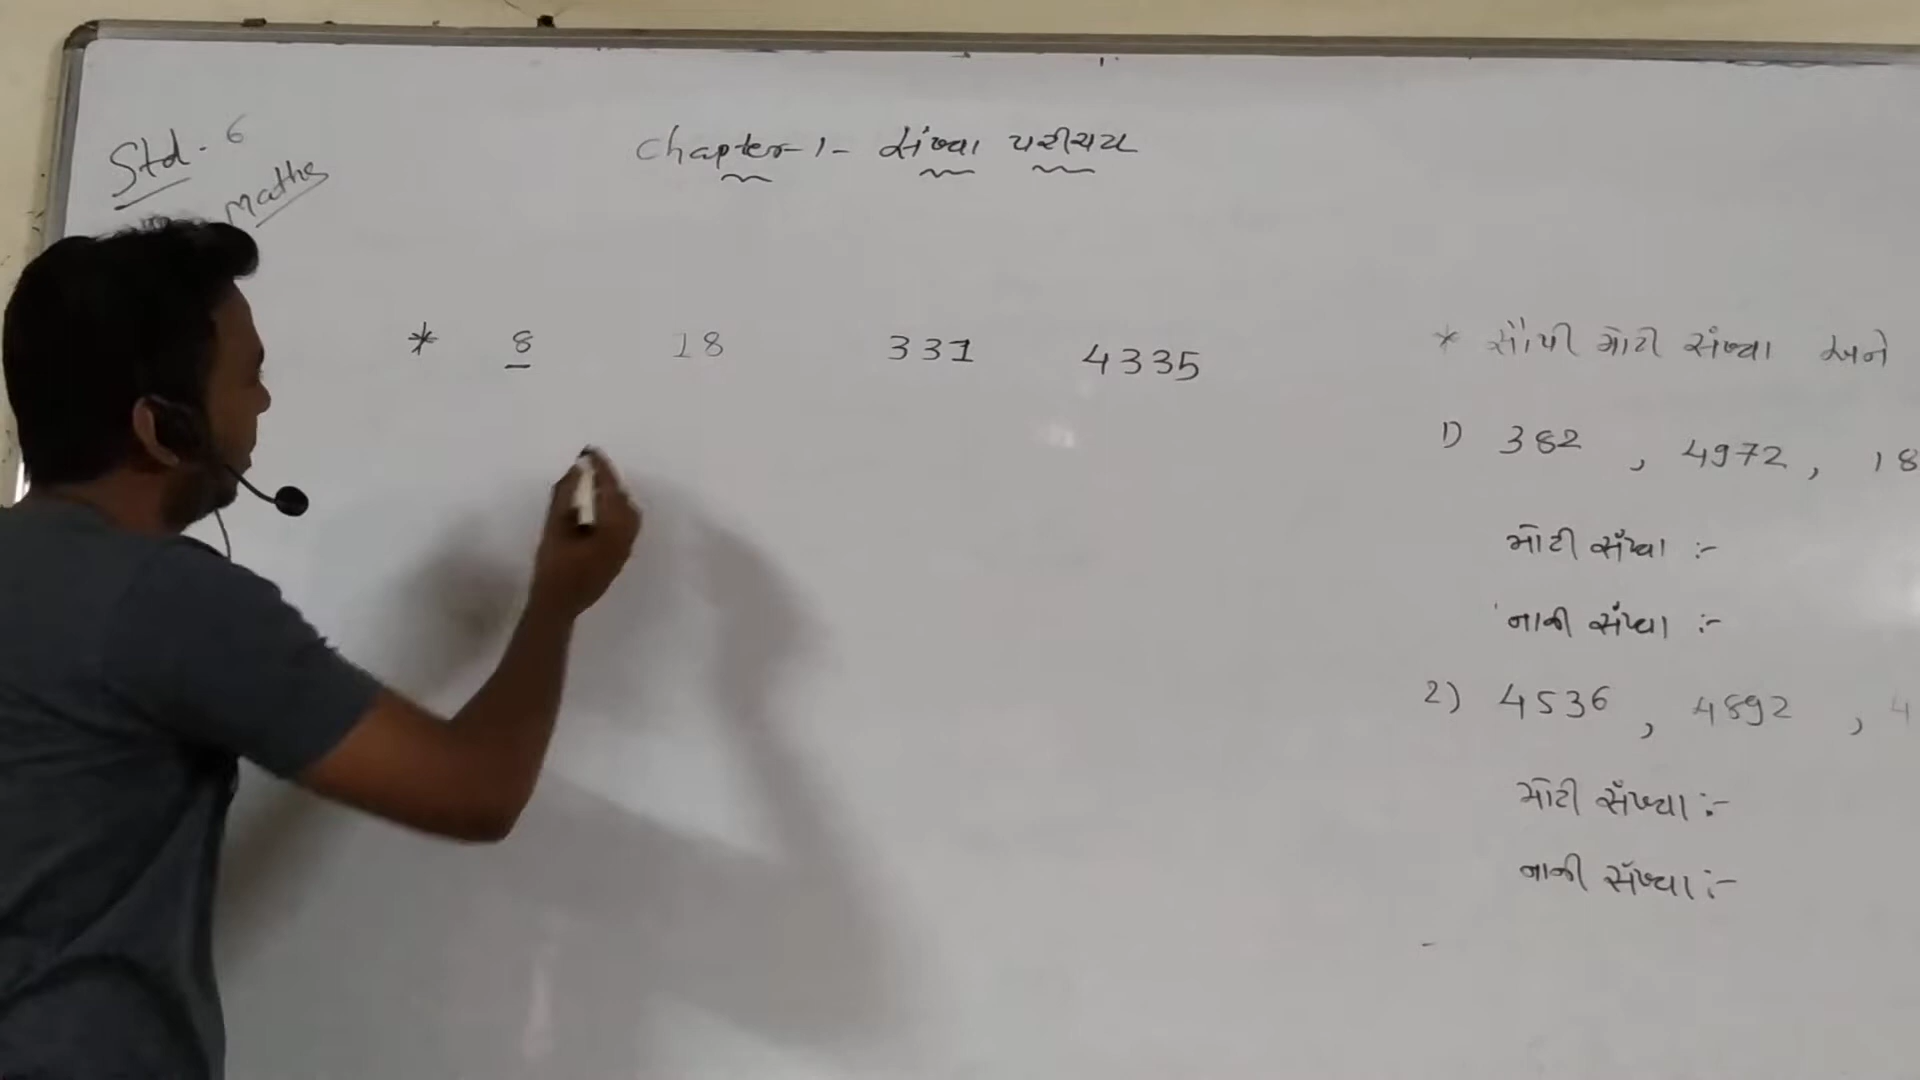 Std. 6
Maths
Chapter-1- સંખ્યા પરીચય
* 8 18 331 4335
* સૌથી મોટી સંખ્યા અને
1) 382 , 4972 , 18
મોટી સંખ્યા :-
નાની સંખ્યા :-
2) 4536 , 4892 , 4
મોટી સંખ્યા :-
નાની સંખ્યા :-